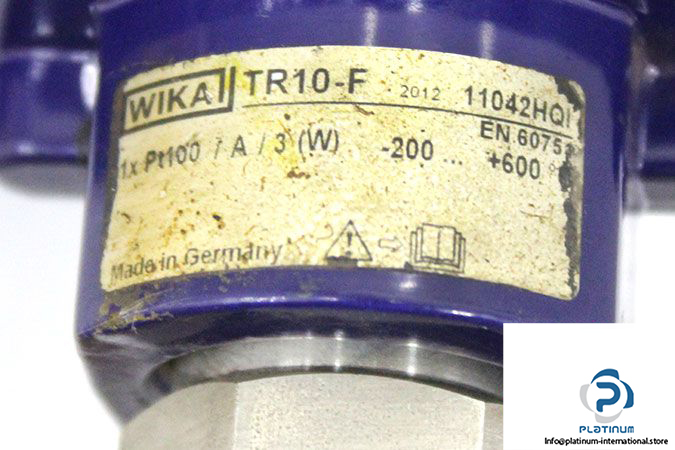 WIKA TR10-F 2012 11042HQI
1x Pt100 / A / 3 (W) -200 ... +600 °
EN 6075
Made in Germany
PLATINUM
Info@platinum-international.store